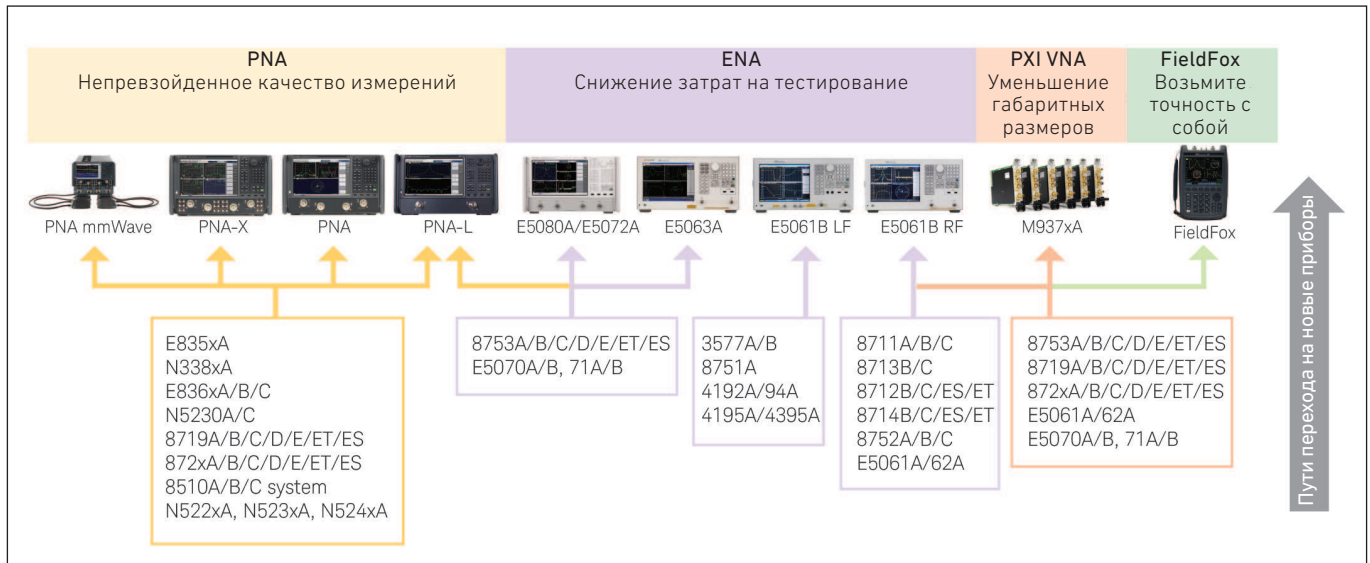 PNA
Непревзойденное качество измерений
ENA
Снижение затрат на тестирование
PXI VNA
Уменьшение
габаритных
размеров
FieldFox
Возьмите
точность с
собой
PNA mmWave
PNA-X
PNA
PNA-L
E5080A/E5072A
E5063A
E5061B LF
E5061B RF
M937xA
FieldFox
E835xA
N338xA
E836xA/B/C
N5230A/C
8719A/B/C/D/E/ET/ES
872xA/B/C/D/E/ET/ES
8510A/B/C system
N522xA, N523xA, N524xA
8753A/B/C/D/E/ET/ES
E5070A/B, 71A/B
3577A/B
8751A
4192A/94A
4195A/4395A
8711A/B/C
8713B/C
8712B/C/ES/ET
8714B/C/ES/ET
8752A/B/C
E5061A/62A
8753A/B/C/D/E/ET/ES
8719A/B/C/D/E/ET/ES
872xA/B/C/D/E/ET/ES
E5061A/62A
E5070A/B, 71A/B
Пути перехода на новые приборы